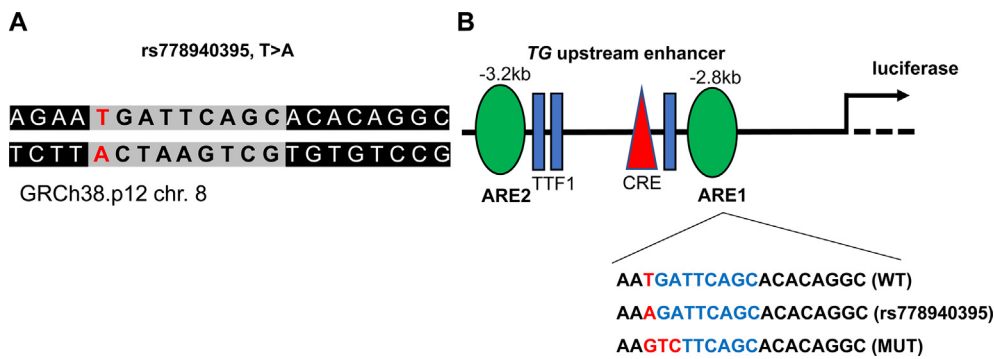 A
rs778940395, T>A
AGAATGATTCAGCACACAGGC
TCTTACTAAGTCGTGTGTCCG
GRCh38.p12 chr. 8
B
TG upstream enhancer
-3.2kb
-2.8kb
luciferase
TTF1
CRE
ARE2
ARE1
AATGATTCAGCACACAGGC (WT)
AAAGATTCAGCACACAGGC (rs778940395)
AAGTCTTCAGCACACAGGC (MUT)